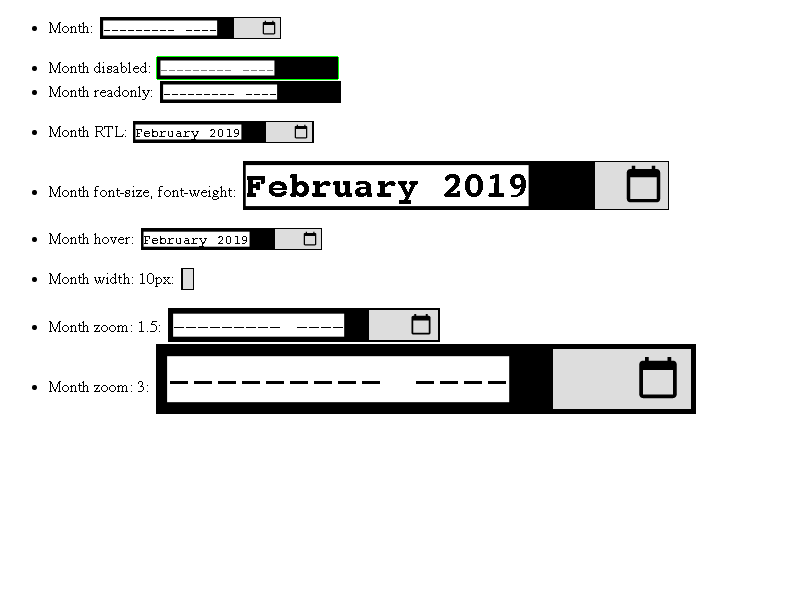 Month: --------- ----
Month disabled: --------- ----
Month readonly: --------- ----
Month RTL: February 2019
Month font-size, font-weight: February 2019
Month hover: February 2019
Month width: 10px:
Month zoom: 1.5: --------- ----
Month zoom: 3: --------- ----